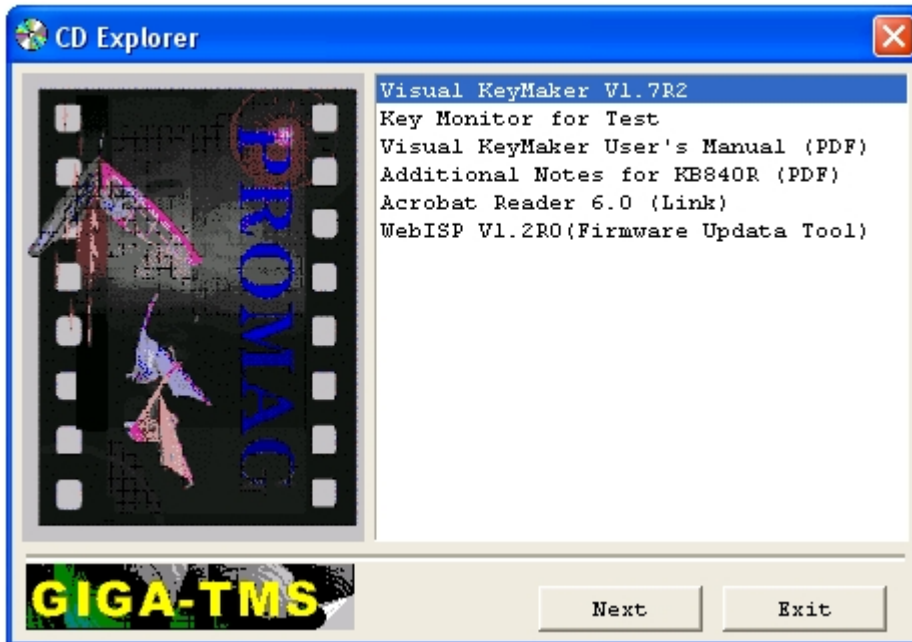 CD Explorer
PROMAG
Visual KeyMaker V1.7R2
Key Monitor for Test
Visual KeyMaker User's Manual (PDF)
Additional Notes for KB840R (PDF)
Acrobat Reader 6.0 (Link)
WebISP V1.2R0(Firmware Updata Tool)
GIGA-TMS
Next
Exit